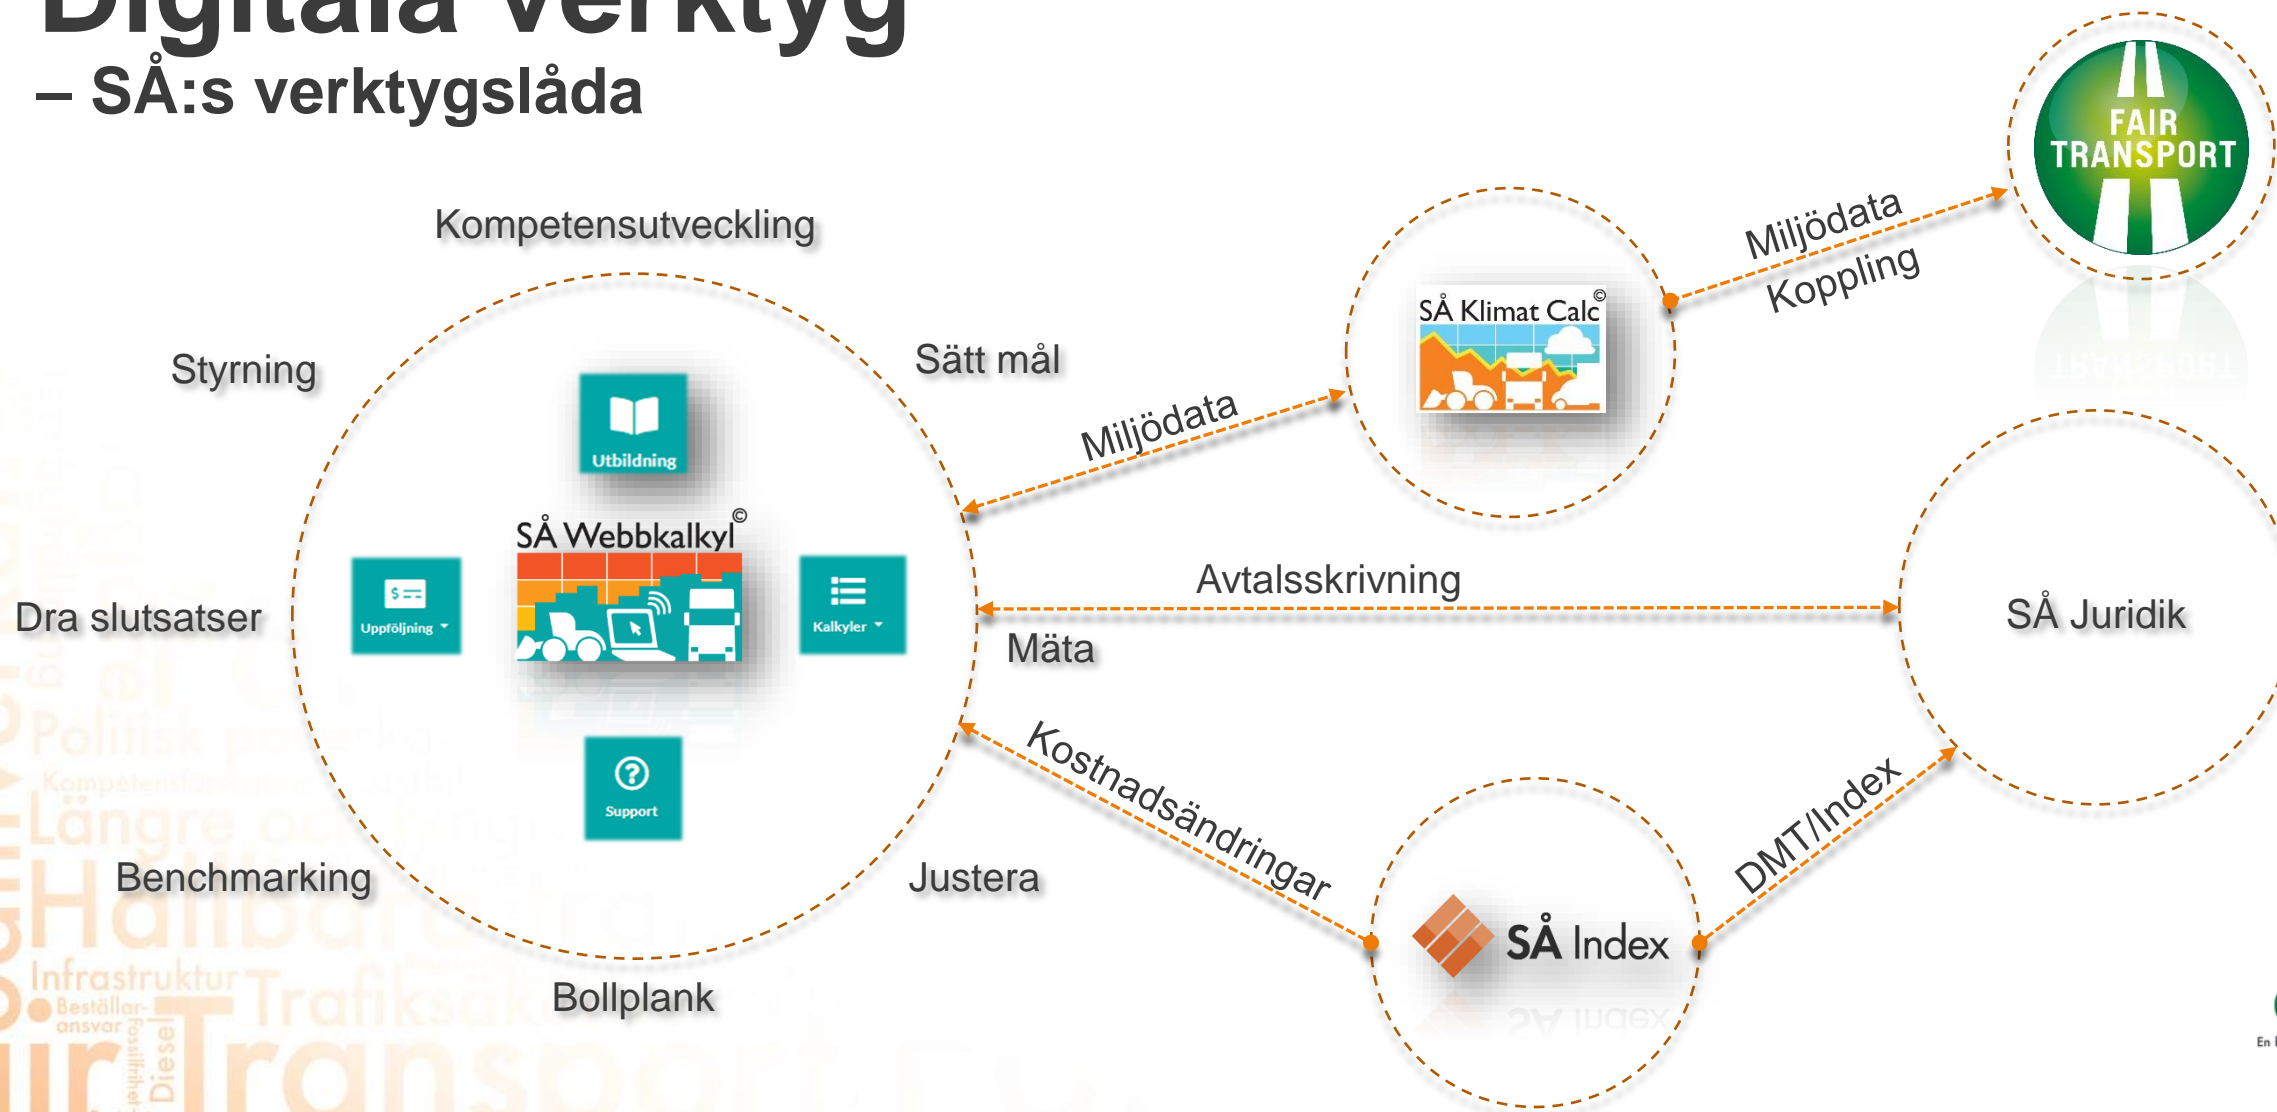 Digitala verktyg
– SÅ:s verktygslåda
FAIR
TRANSPORT
Kompetensutveckling
Miljödata
Koppling
SÅ Klimat Calc©
Styrning
Sätt mål
Utbildning
Miljödata
SÅ Webbkalkyl©
Avtalsskrivning
Dra slutsatser
Uppföljning
Kalkyler
Mäta
SÅ Juridik
Kostnadsändringar
DMT/Index
Support
Benchmarking
Justera
SÅ Index
Bollplank
Politisk
Längre och
Infrastruktur
Beställar-
ansvar
Diesel
Transport
En